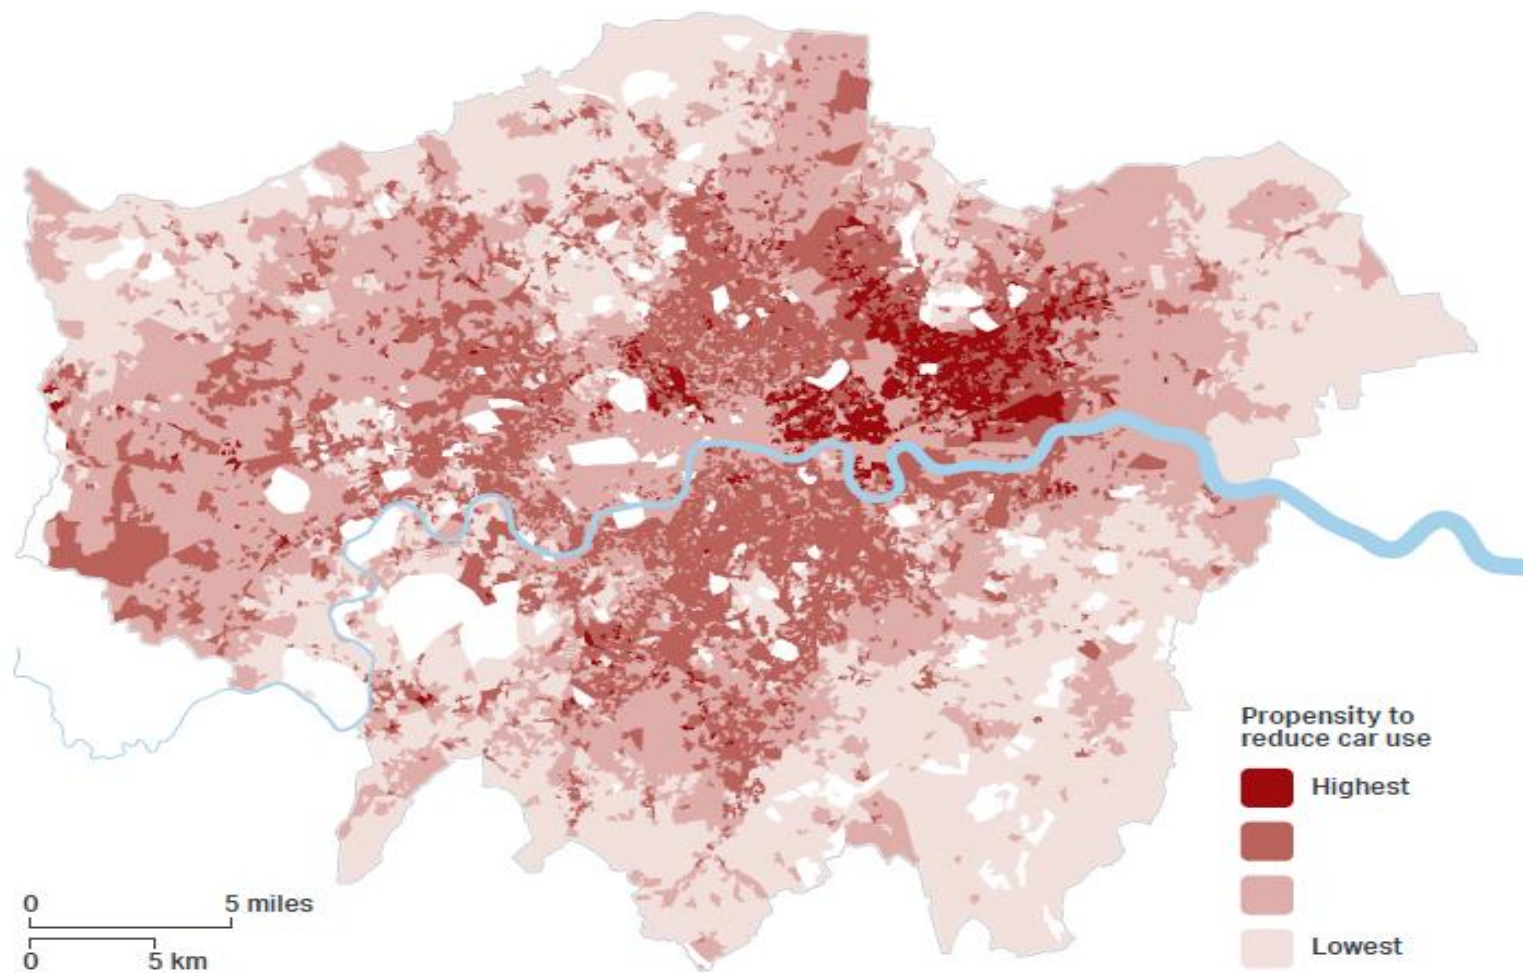 Propensity to
reduce car use
Highest
Lowest
0 5 miles
0 5 km